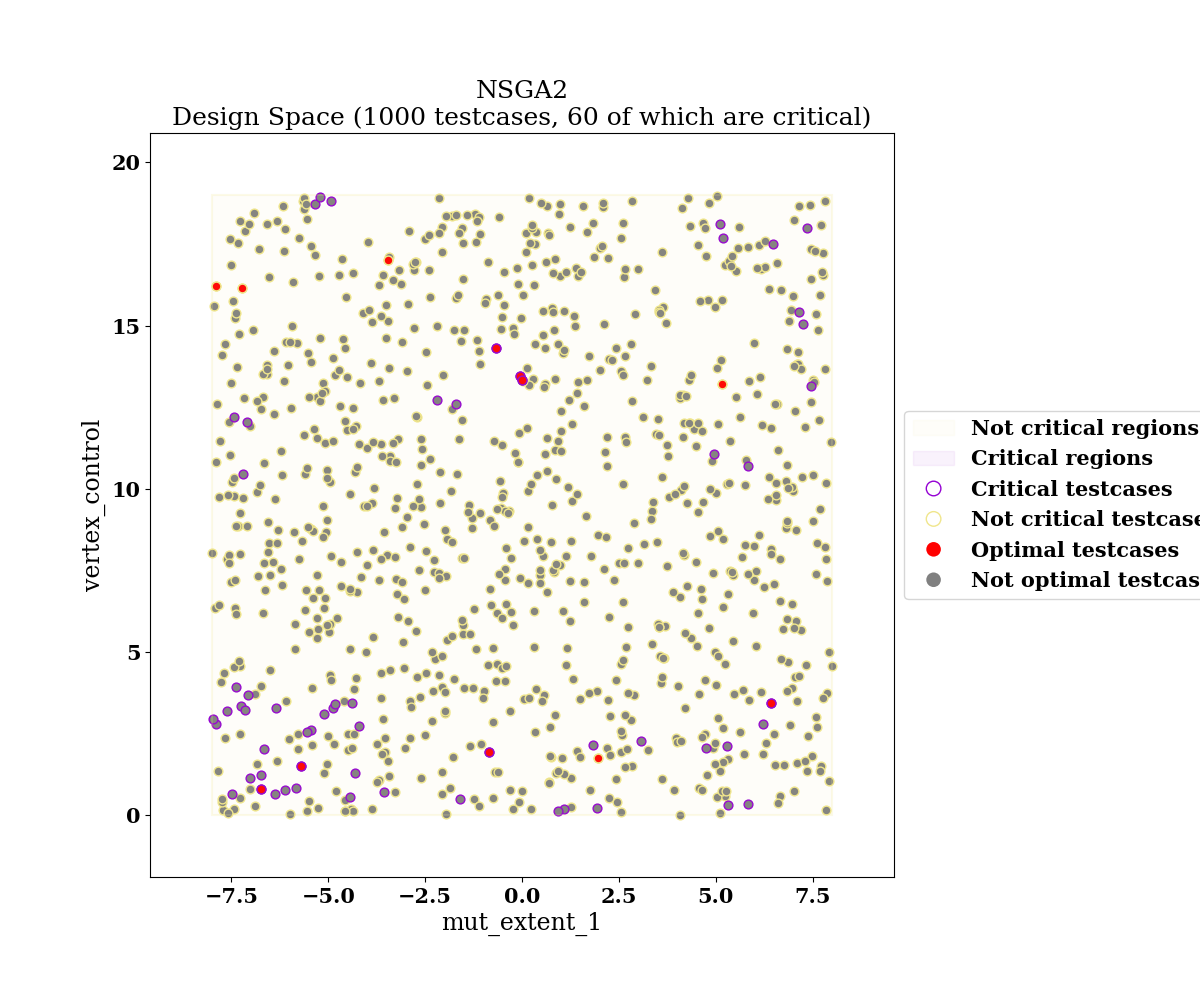 NSGA2
Design Space (1000 testcases, 60 of which are critical)
20
15
10
5
0
vertex_control
−7.5 −5.0 −2.5 0.0 2.5 5.0 7.5
mut_extent_1
Not critical regions
Critical regions
Critical testcases
Not critical testcase
Optimal testcases
Not optimal testcas